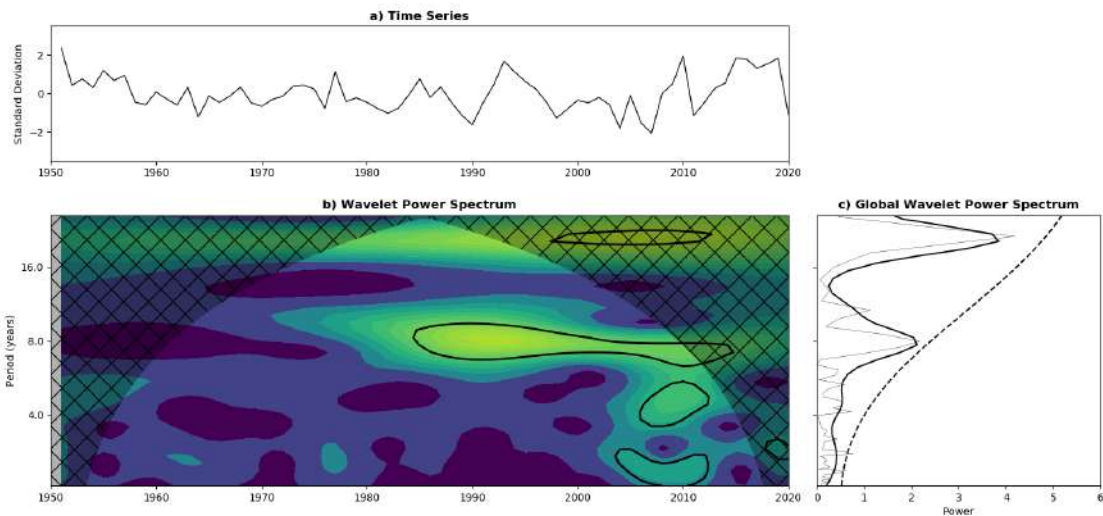 a) Time Series
Standard Deviation
2
0
−2
1950 1960 1970 1980 1990 2000 2010 2020
b) Wavelet Power Spectrum
Period (years)
16.0
8.0
4.0
1950 1960 1970 1980 1990 2000 2010 2020
c) Global Wavelet Power Spectrum
0 1 2 3 4 5 6
Power